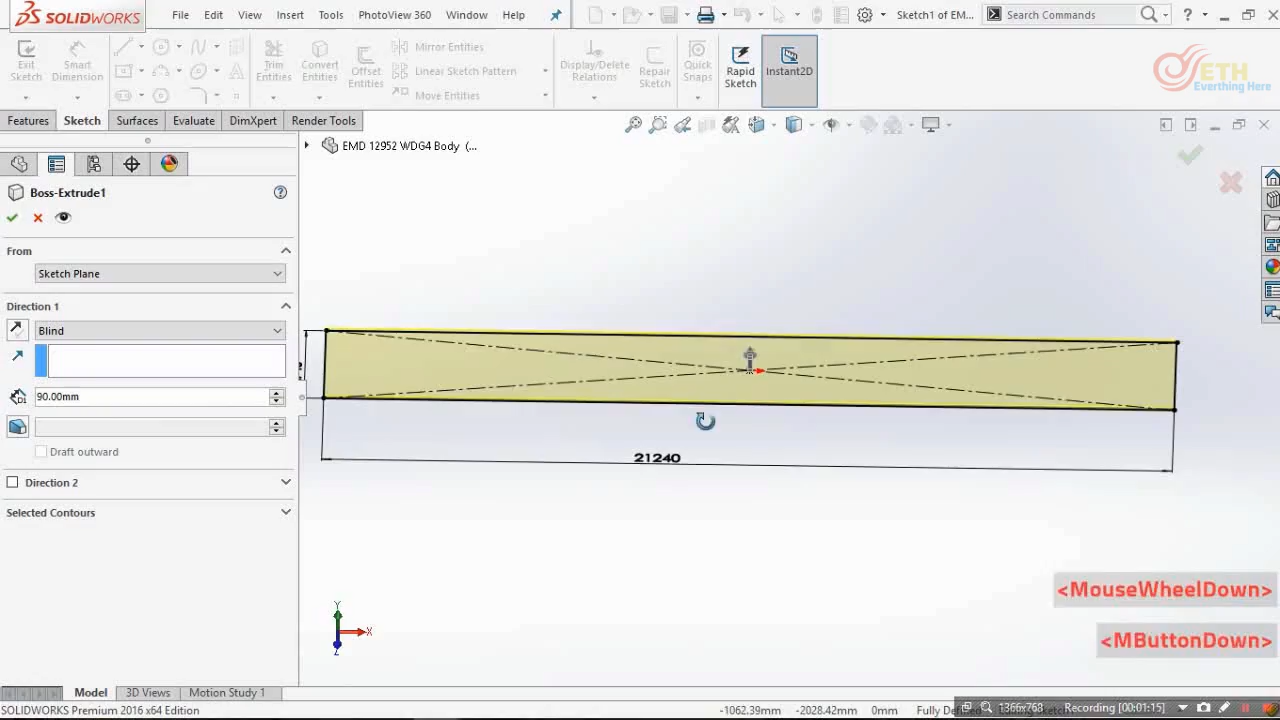 SOLIDWORKS File Edit View Insert Tools PhotoView 360 Window Help Sketch1 of EM... Search Commands ?
Exit Sketch Smart Dimensions Trim Entities Convert Entities Offset Entities Mirror Entities Linear Sketch Pattern Move Entities Display/Delete Relations Repair Sketch Quick Snaps Rapid Sketch Instant2D
ETH
Everthing Here
Features Sketch Surfaces Evaluate DimXpert Render Tools
EMD 12952 WDG4 Body (...
Boss-Extrude1
From
Sketch Plane
Direction 1
Blind
90.00mm
Draft outward
Direction 2
Selected Contours
21240
Y
X
Z
<MouseWheelDown>
<MButtonDown>
Model 3D Views Motion Study 1
SOLIDWORKS Premium 2016 x64 Edition -1062.39mm -2028.42mm 0mm Fully De 1366x768 Recording [00:01:15]